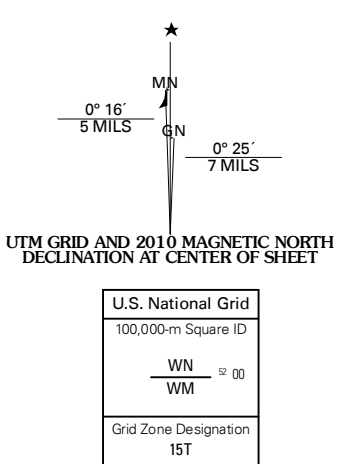 MN
0° 16´
5 MILS
GN
0° 25´
7 MILS
UTM GRID AND 2010 MAGNETIC NORTH
DECLINATION AT CENTER OF SHEET
U.S. National Grid
100,000-m Square ID
WN
52 00
WM
Grid Zone Designation
15T